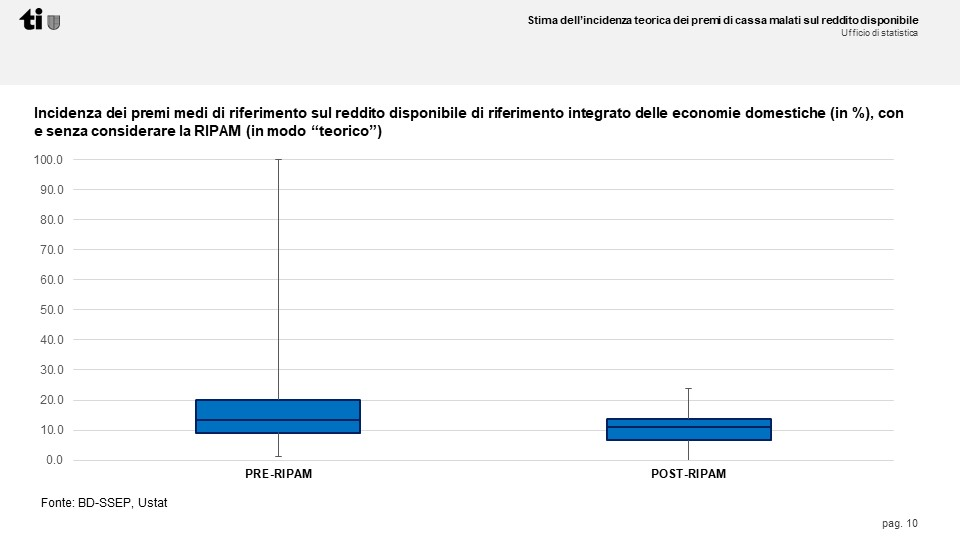 ti
Stima dell'incidenza teorica dei premi di cassa malati sul reddito disponibile
Ufficio di statistica
Incidenza dei premi medi di riferimento sul reddito disponibile di riferimento integrato delle economie domestiche (in %), con
e senza considerare la RIPAM (in modo “teorico”)
100.0
90.0
80.0
70.0
60.0
50.0
40.0
30.0
20.0
10.0
0.0
PRE-RIPAM
POST-RIPAM
Fonte: BD-SSEP, Ustat
pag. 10